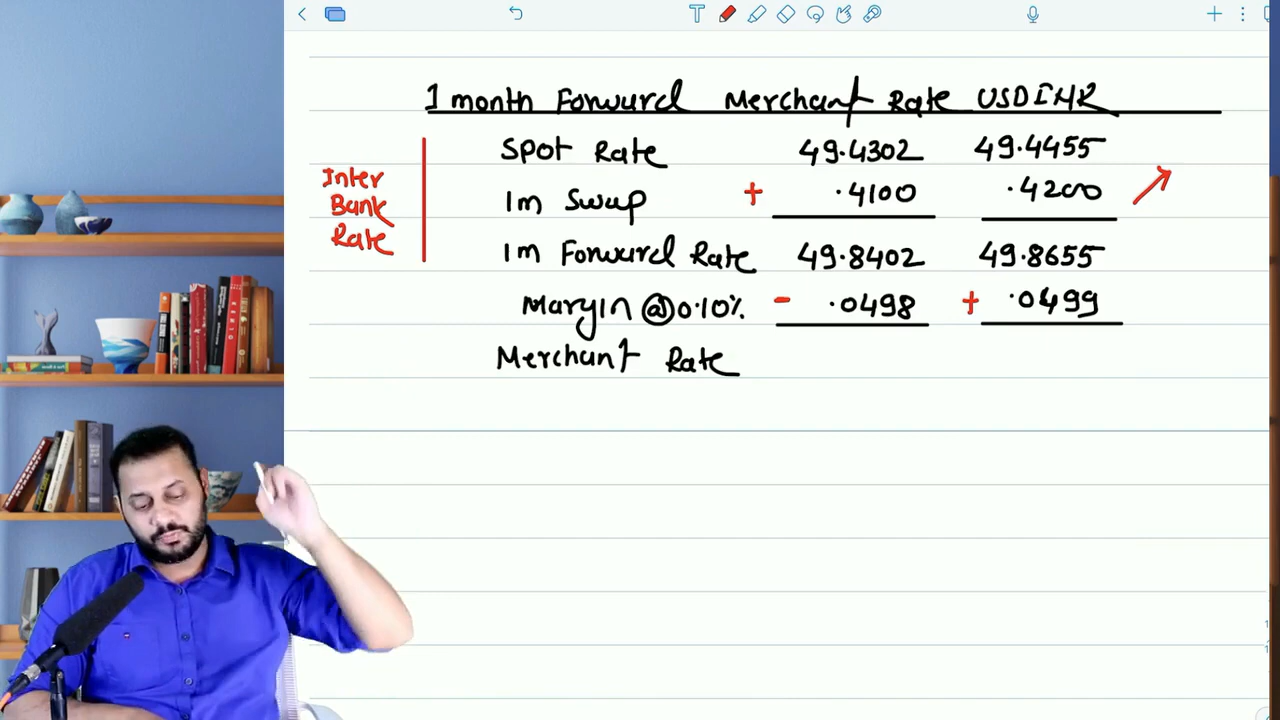 1 month Forward Merchant Rate USDINR
Spot Rate 49.4302 49.4455
Inter Bank Rate
1m Swap + .4100 .4200
1m Forward Rate 49.8402 49.8655
Margin @0.10% - .0498 + .0499
Merchant Rate